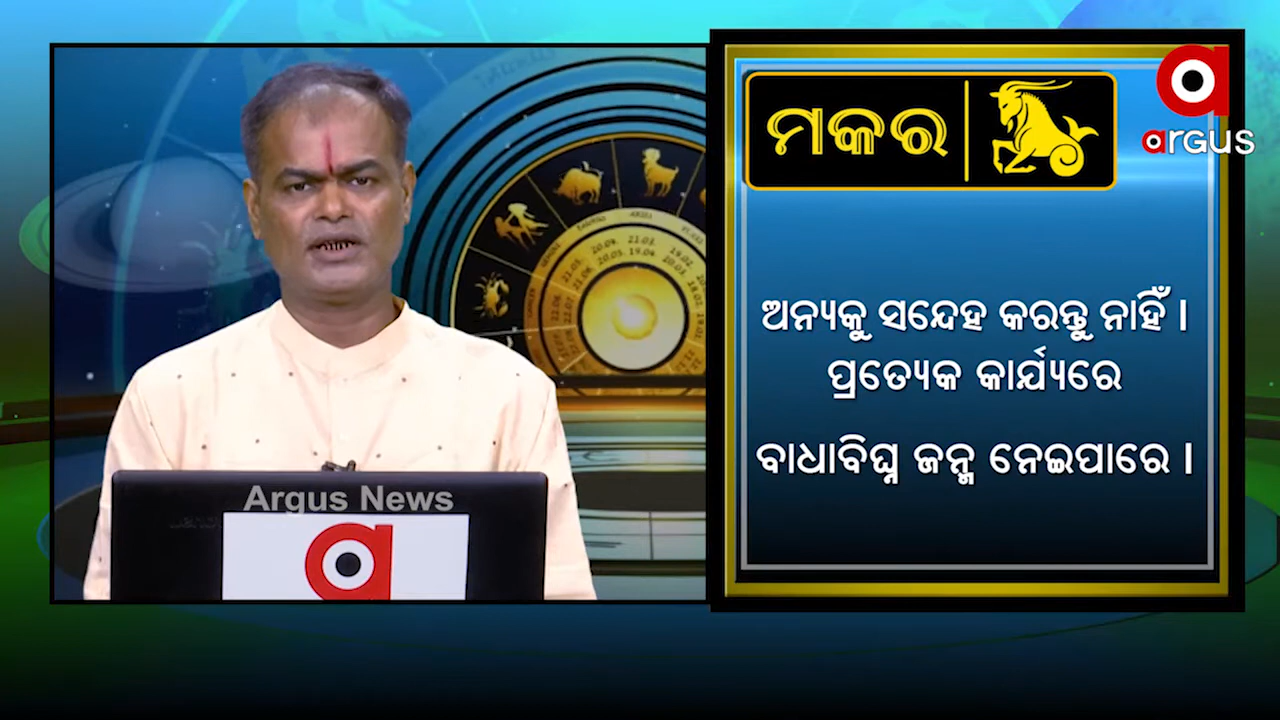 ମକର
argus
ଅନ୍ୟକୁ ସନ୍ଦେହ କରନ୍ତୁ ନାହିଁ ।
ପ୍ରତ୍ୟେକ କାର୍ଯ୍ୟରେ
ବାଧାବିଘ୍ନ ଜନ୍ମ ନେଇପାରେ ।
Argus News